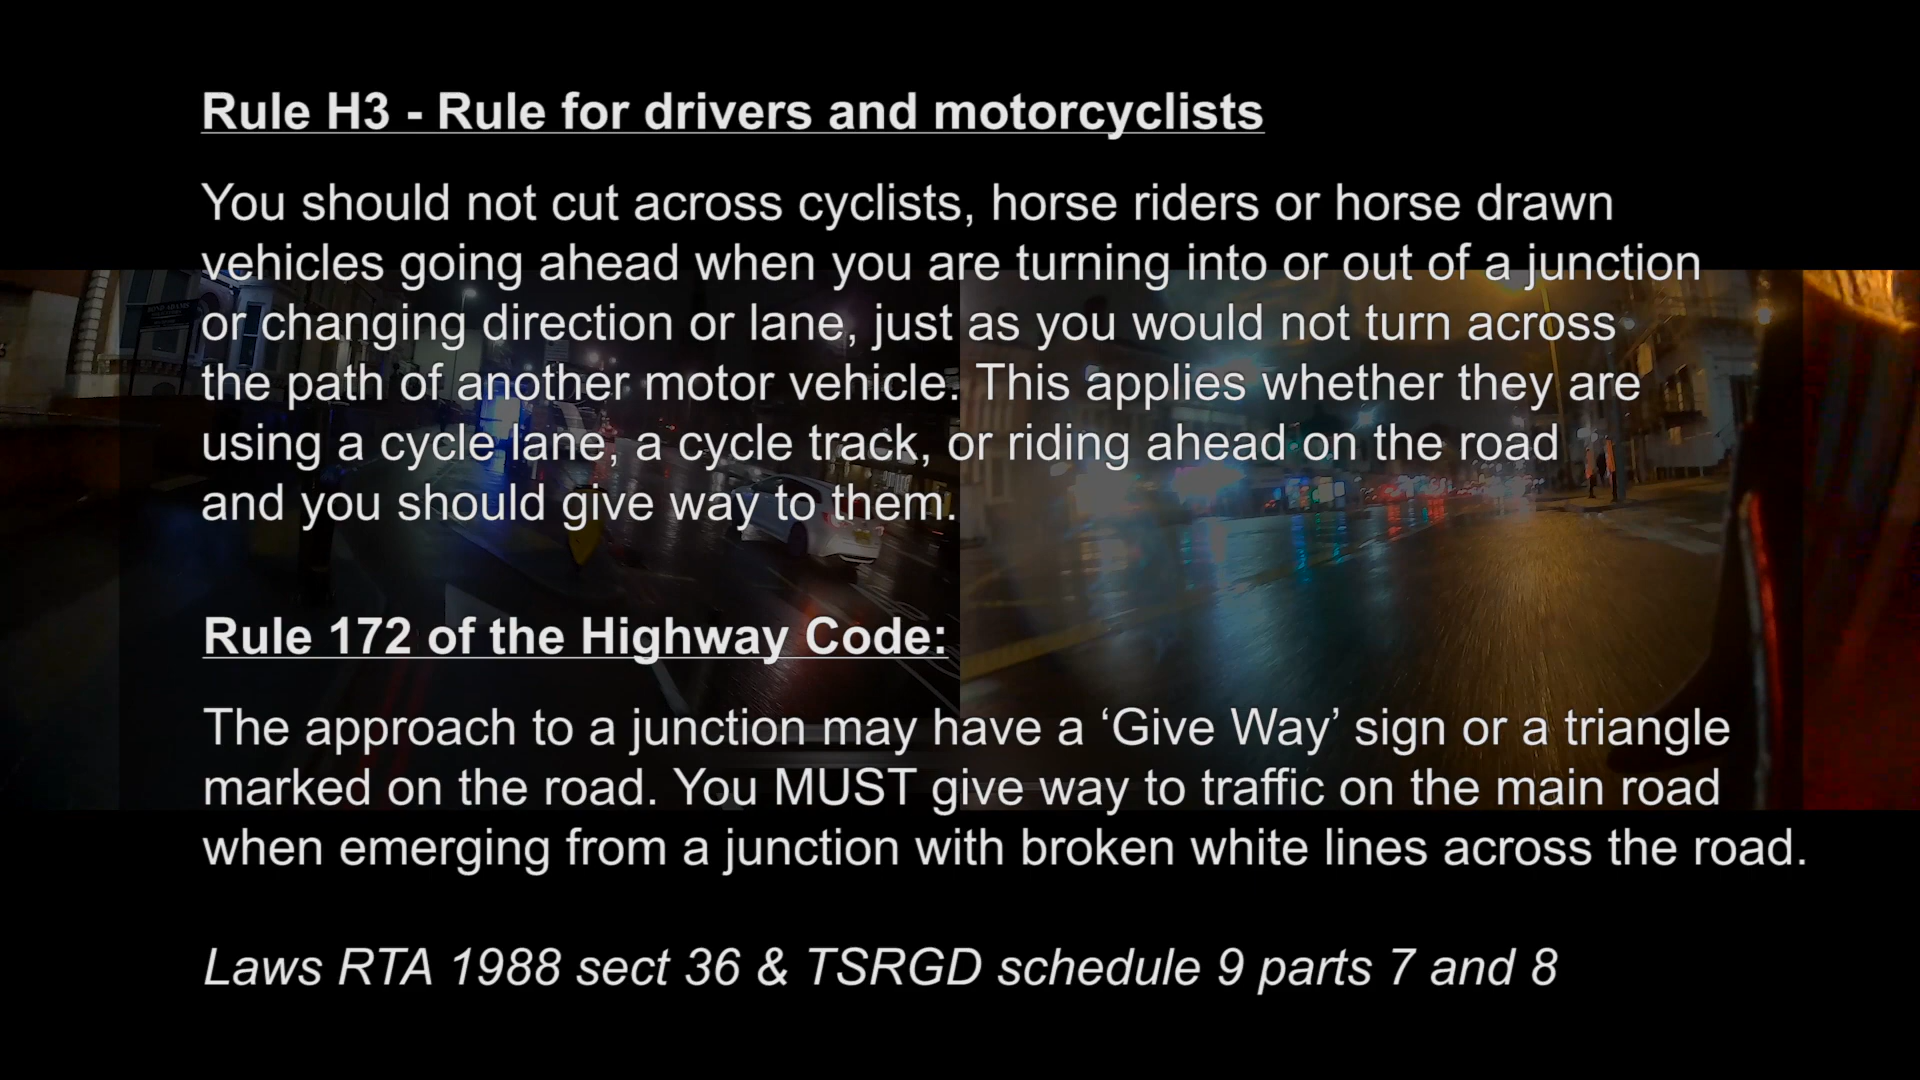 Rule H3 - Rule for drivers and motorcyclists
You should not cut across cyclists, horse riders or horse drawn
vehicles going ahead when you are turning into or out of a junction
or changing direction or lane, just as you would not turn across
the path of another motor vehicle. This applies whether they are
using a cycle lane, a cycle track, or riding ahead on the road
and you should give way to them.
Rule 172 of the Highway Code:
The approach to a junction may have a ‘Give Way’ sign or a triangle
marked on the road. You MUST give way to traffic on the main road
when emerging from a junction with broken white lines across the road.
Laws RTA 1988 sect 36 & TSRGD schedule 9 parts 7 and 8